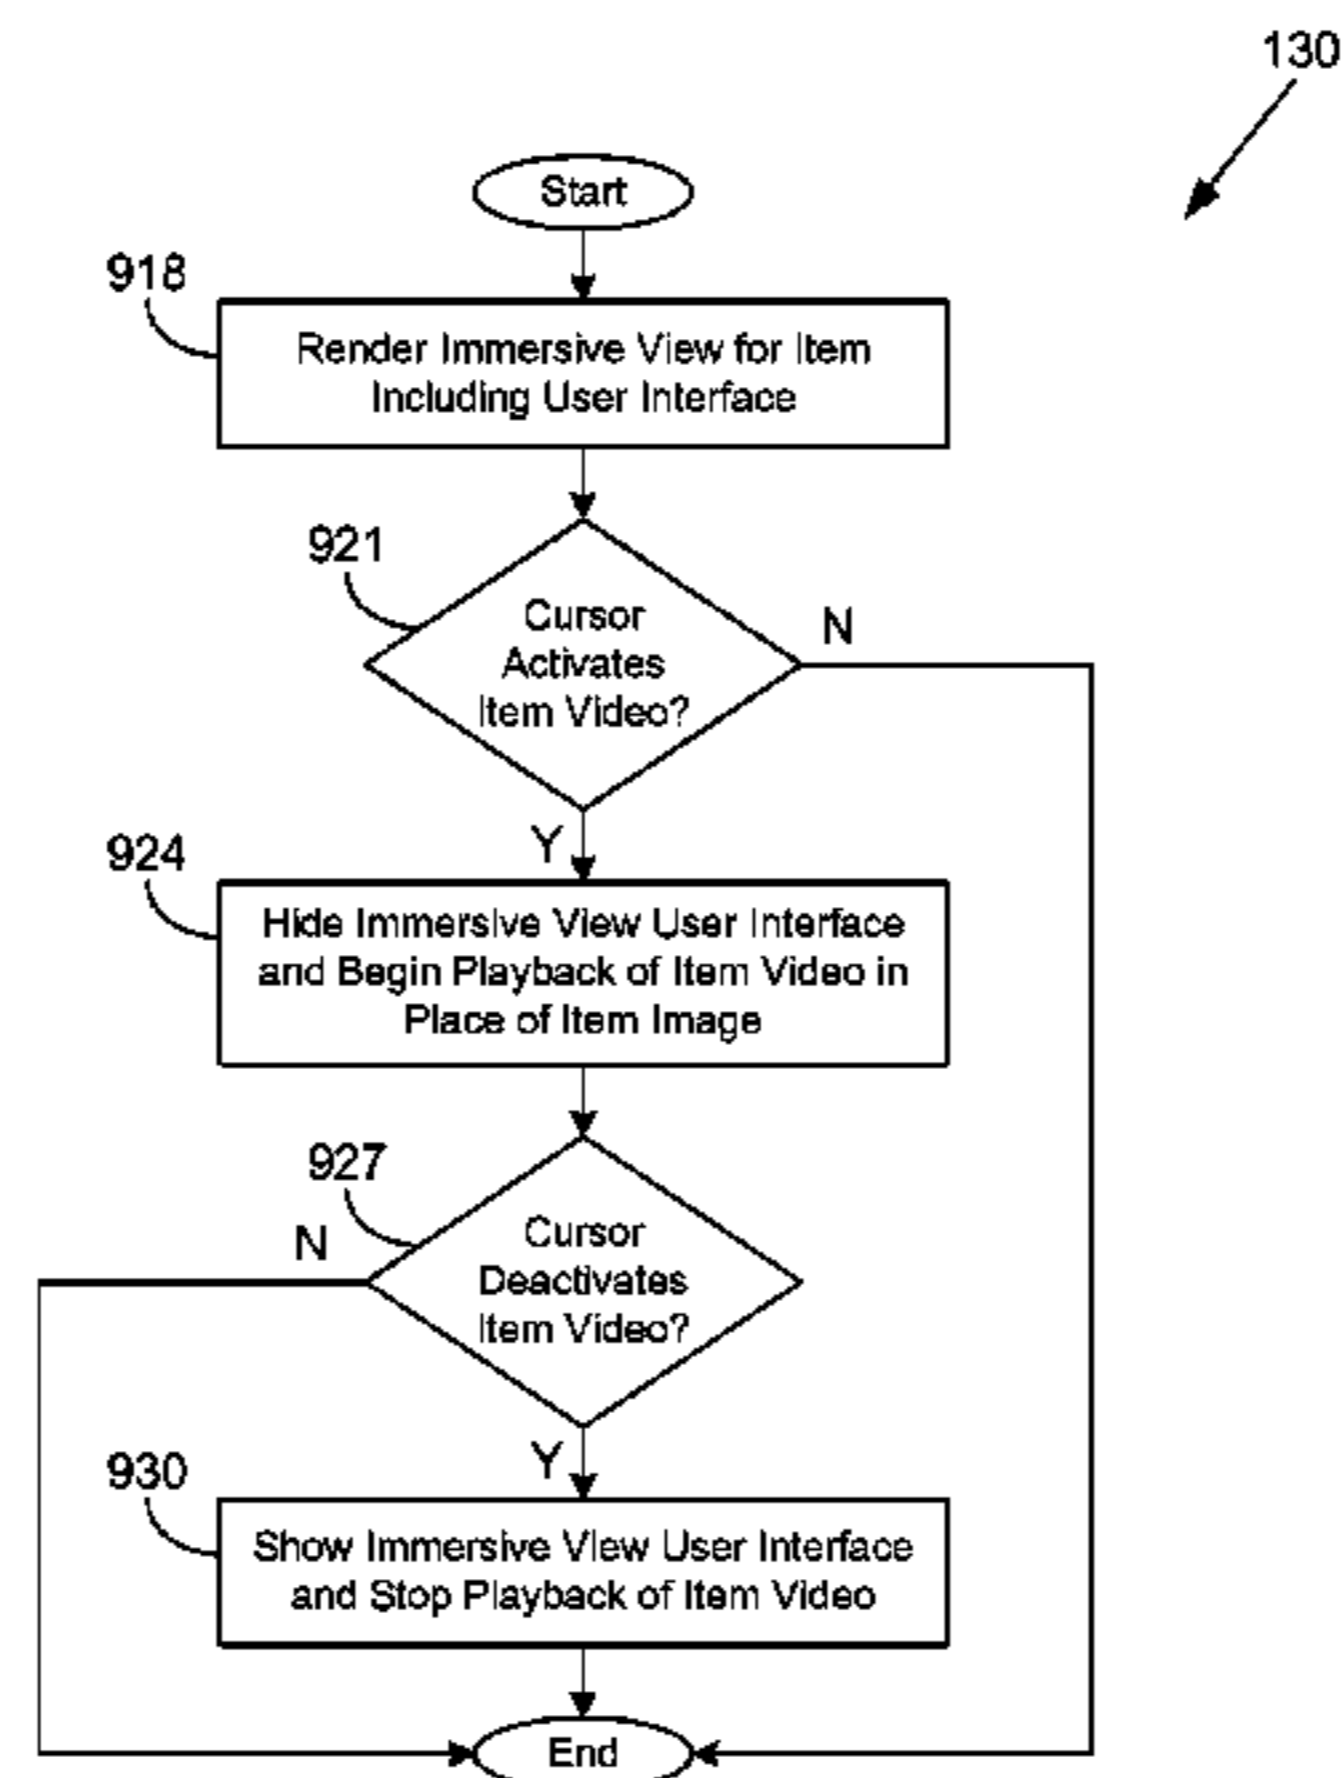 130
Start
918
Render Immersive View for Item
Including User Interface
921
Cursor
Activates
Item Video?
N
Y
924
Hide Immersive View User Interface
and Begin Playback of Item Video in
Place of Item Image
927
N
Cursor
Deactivates
Item Video?
Y
930
Show Immersive View User Interface
and Stop Playback of Item Video
End